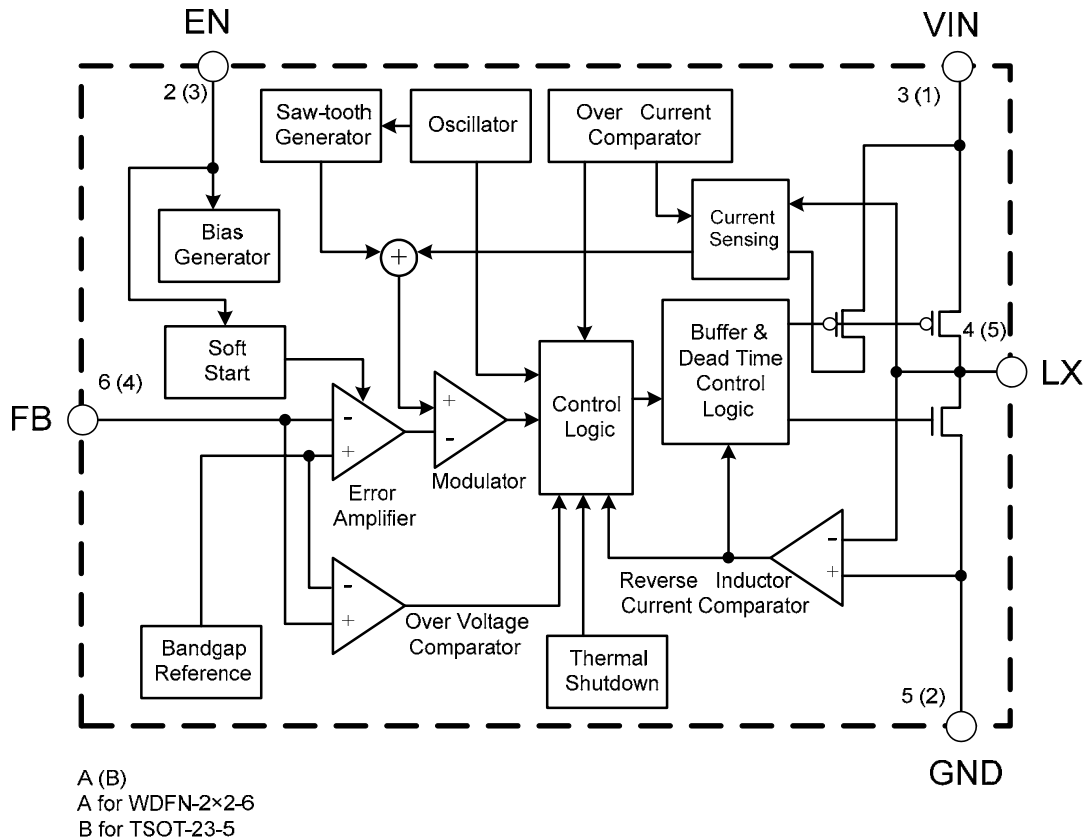 EN
VIN
2 (3)
3 (1)
Saw-tooth
Generator
Oscillator
Over Current
Comparator
Bias
Generator
Current
Sensing
+
Soft
Start
Buffer &
Dead Time
Control
Logic
4 (5)
LX
6 (4)
FB
-
+
Error
Amplifier
+
-
Modulator
Control
Logic
-
+
Over Voltage
Comparator
-
+
Reverse Inductor
Current Comparator
Bandgap
Reference
Thermal
Shutdown
5 (2)
GND
A (B)
A for WDFN-2×2-6
B for TSOT-23-5